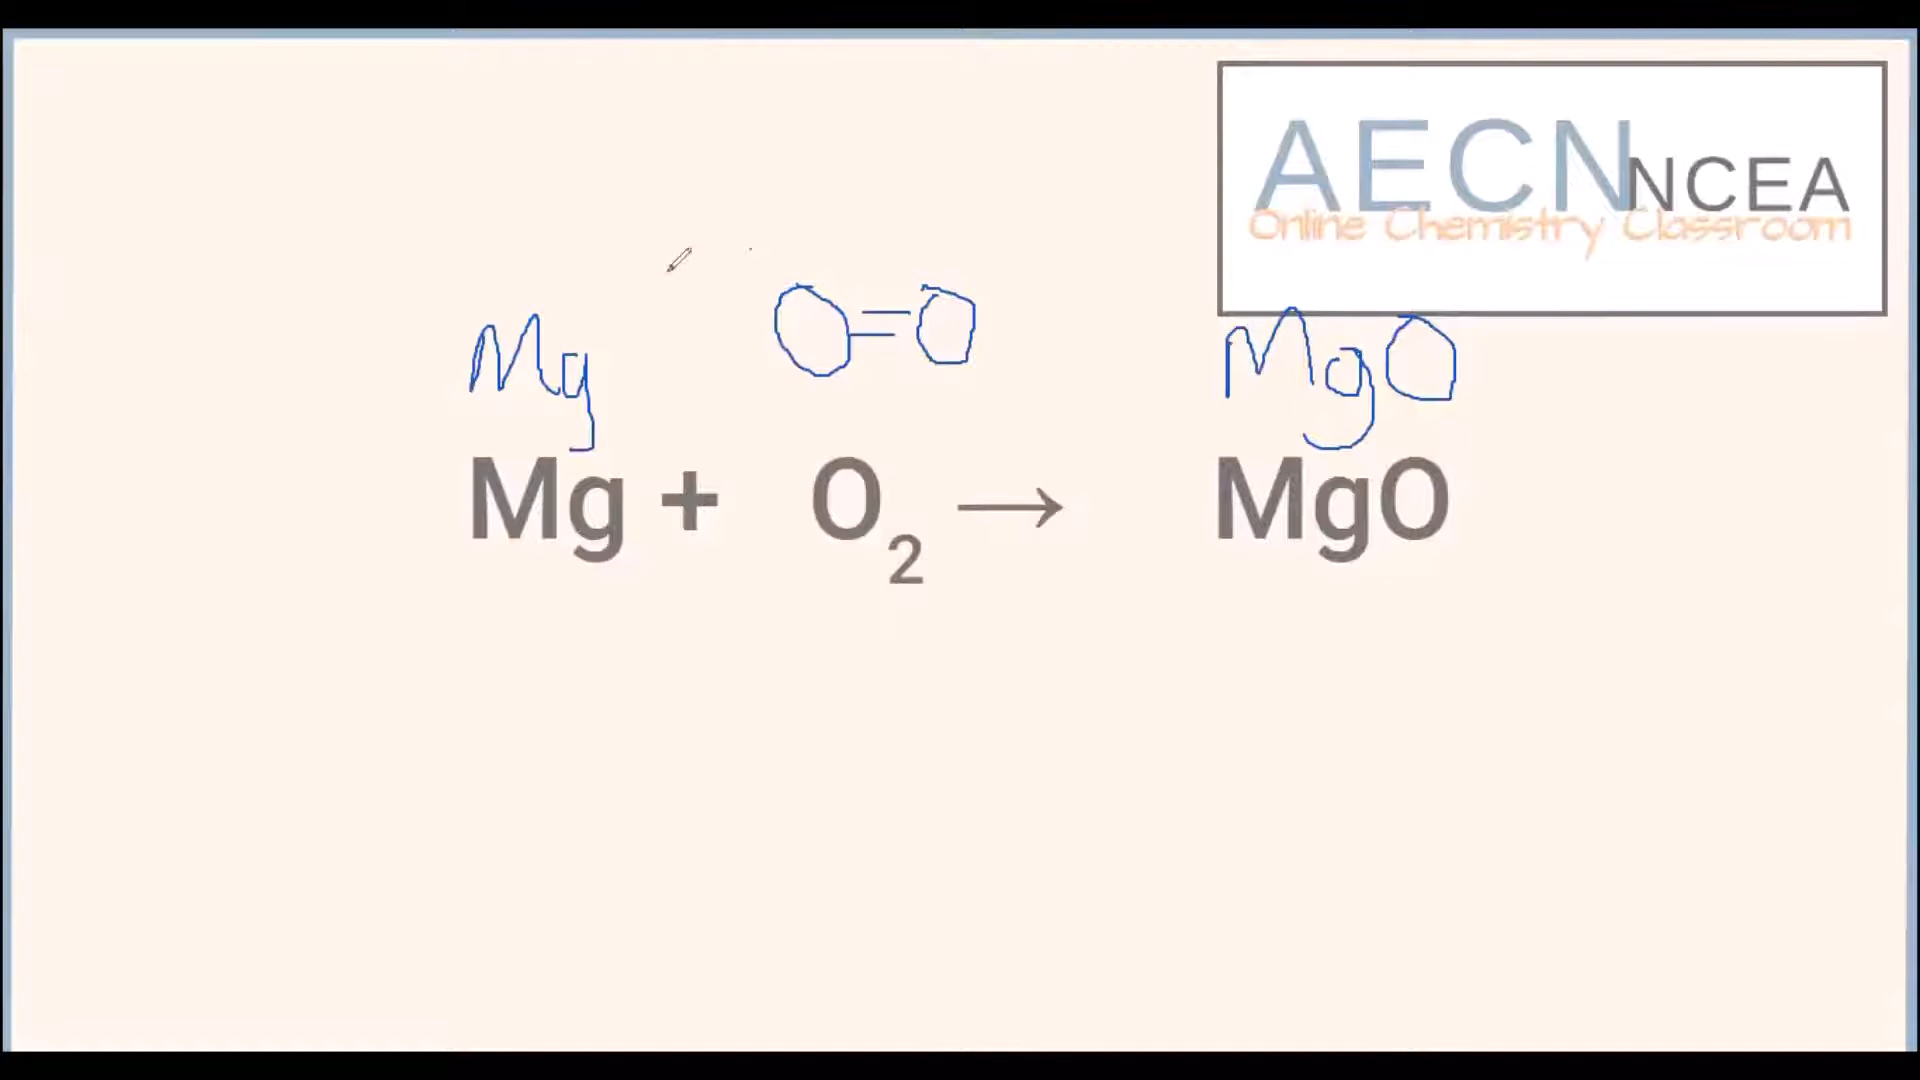 AECN NCEA
Online Chemistry Classroom
Mg O=O MgO
Mg + O₂ → MgO